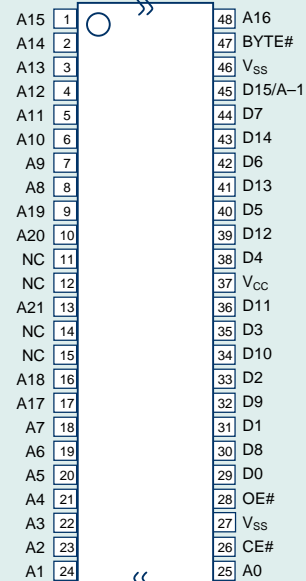 A15 1 48 A16
A14 2 47 BYTE#
A13 3 46 VSS
A12 4 45 D15/A–1
A11 5 44 D7
A10 6 43 D14
A9 7 42 D6
A8 8 41 D13
A19 9 40 D5
A20 10 39 D12
NC 11 38 D4
NC 12 37 VCC
A21 13 36 D11
NC 14 35 D3
NC 15 34 D10
A18 16 33 D2
A17 17 32 D9
A7 18 31 D1
A6 19 30 D8
A5 20 29 D0
A4 21 28 OE#
A3 22 27 VSS
A2 23 26 CE#
A1 24 25 A0